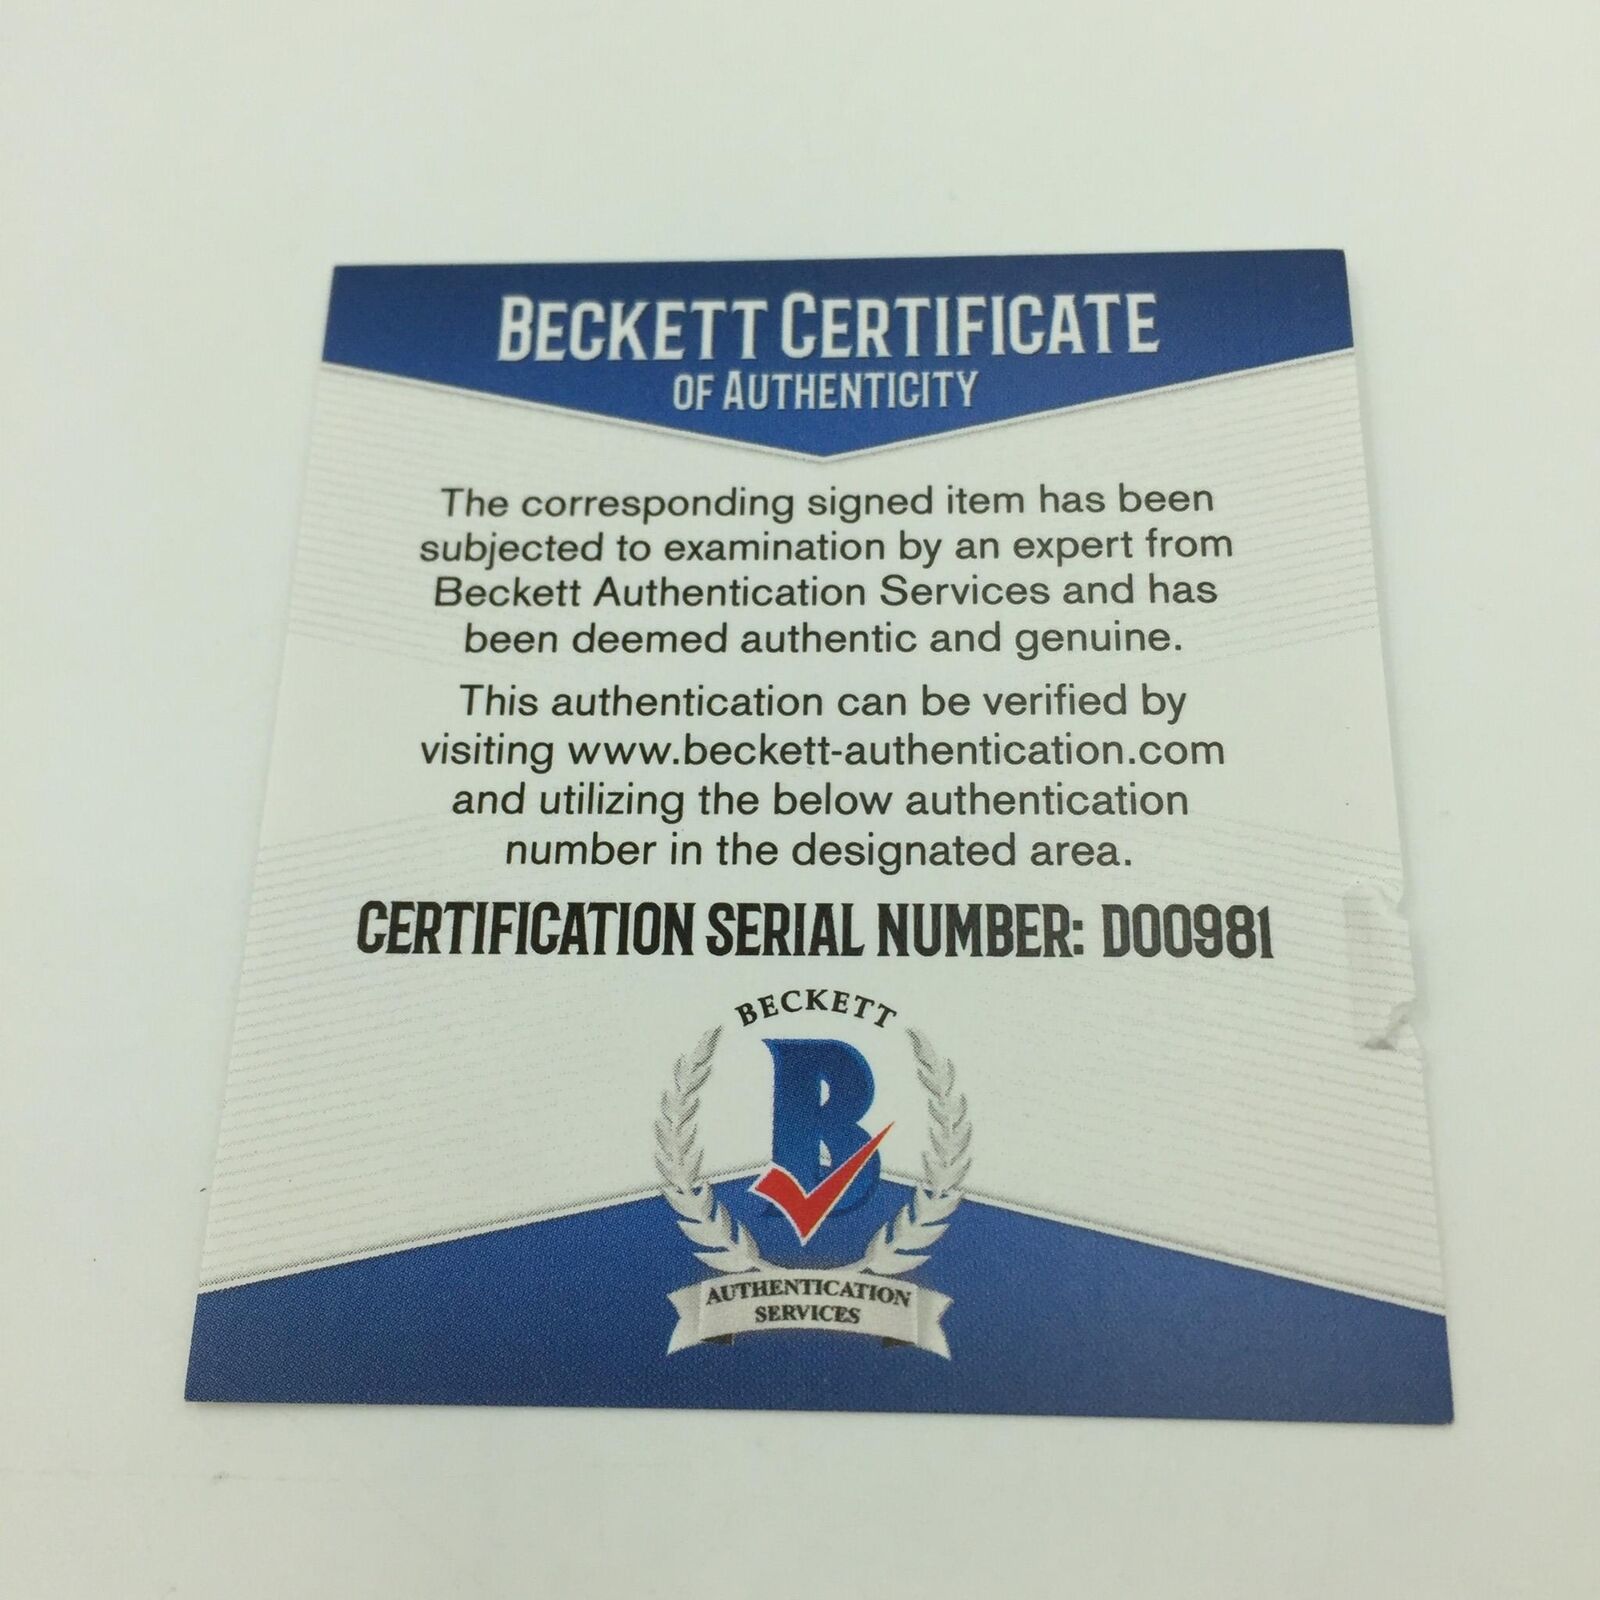 BECKETT CERTIFICATE
OF AUTHENTICITY
The corresponding signed item has been
subjected to examination by an expert from
Beckett Authentication Services and has
been deemed authentic and genuine.
This authentication can be verified by
visiting www.beckett-authentication.com
and utilizing the below authentication
number in the designated area.
CERTIFICATION SERIAL NUMBER: D00981
BECKETT
B
AUTHENTICATION
SERVICES